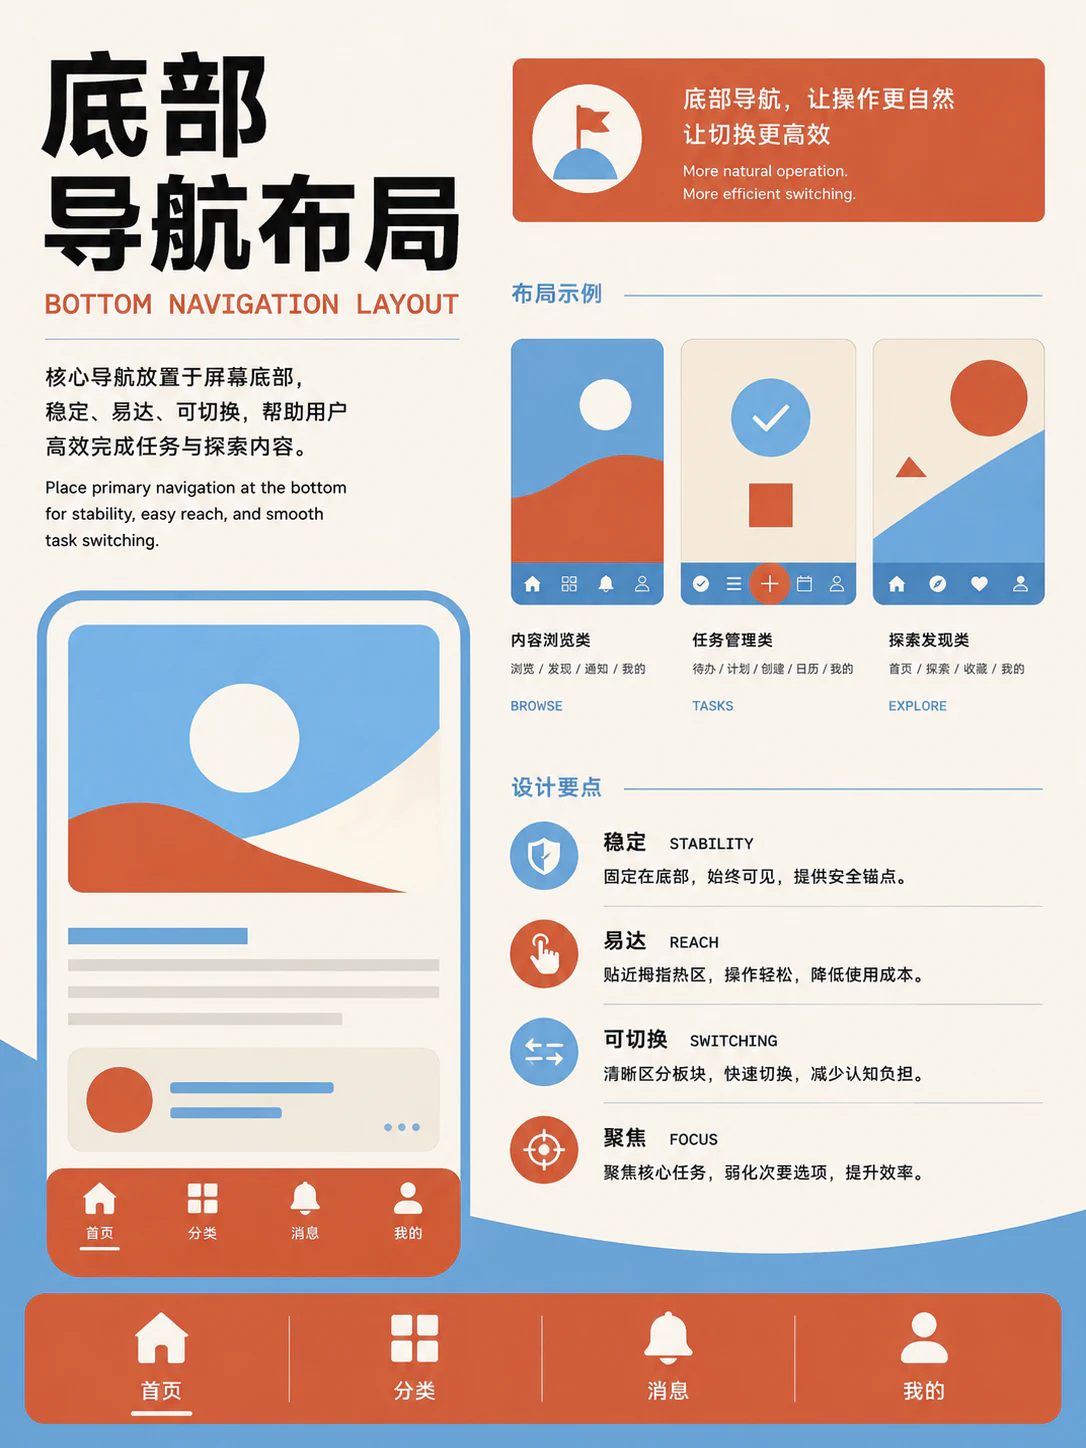 底部
导航布局
BOTTOM NAVIGATION LAYOUT
核心导航放置于屏幕底部，
稳定、易达、可切换，帮助用户
高效完成任务与探索内容。
Place primary navigation at the bottom
for stability, easy reach, and smooth
task switching.
底部导航，让操作更自然
让切换更高效
More natural operation.
More efficient switching.
布局示例
内容浏览类
浏览 / 发现 / 通知 / 我的
BROWSE
任务管理类
待办 / 计划 / 创建 / 日历 / 我的
TASKS
探索发现类
首页 / 探索 / 收藏 / 我的
EXPLORE
设计要点
稳定 STABILITY
固定在底部，始终可见，提供安全锚点。
易达 REACH
贴近拇指热区，操作轻松，降低使用成本。
可切换 SWITCHING
清晰区分板块，快速切换，减少认知负担。
聚焦 FOCUS
聚焦核心任务，弱化次要选项，提升效率。
首页 分类 消息 我的
首页 分类 消息 我的